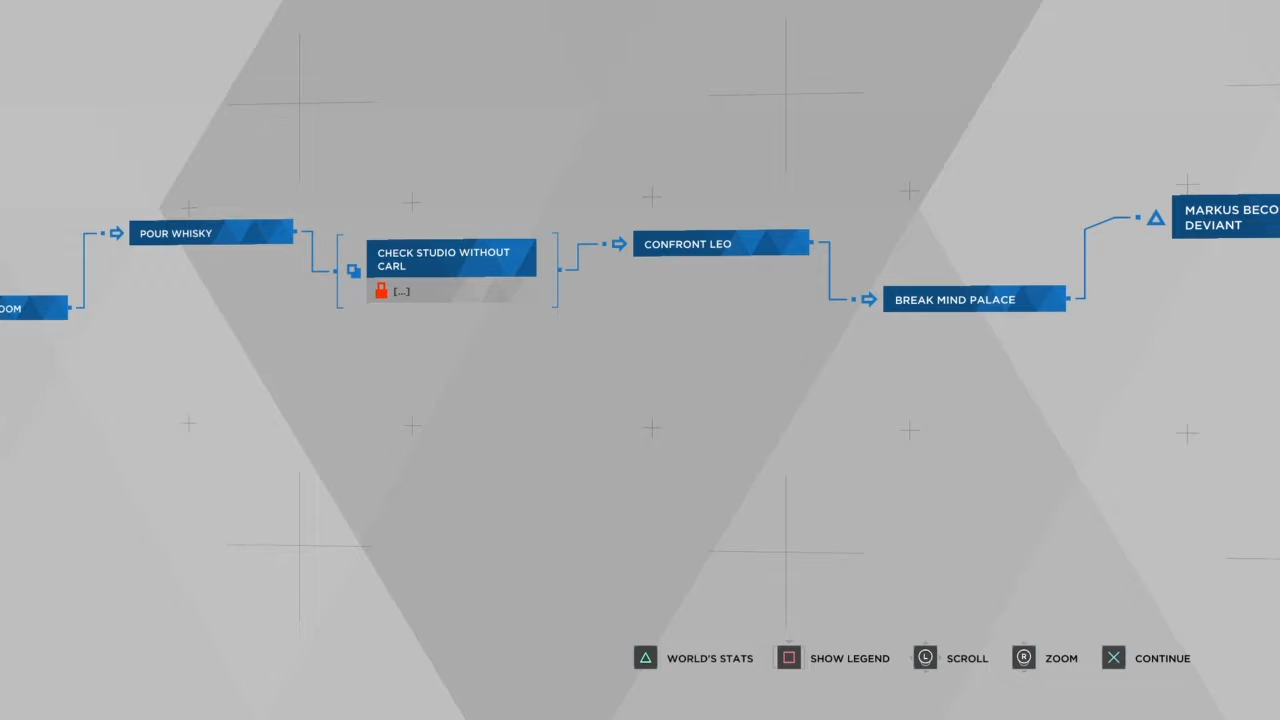 OOM
POUR WHISKY
CHECK STUDIO WITHOUT
CARL
[...]
CONFRONT LEO
BREAK MIND PALACE
MARKUS BECO
DEVIANT
WORLD'S STATS
SHOW LEGEND
L
SCROLL
R
ZOOM
CONTINUE